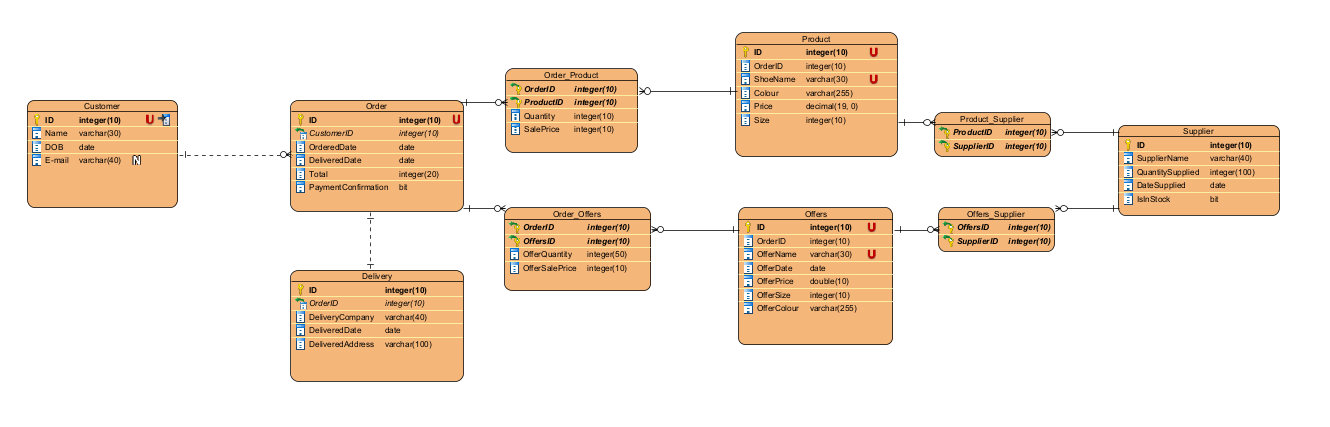 Customer
ID integer(10) U
Name varchar(30)
DOB date
E-mail varchar(40) N
Order
ID integer(10) U
CustomerID integer(10)
OrderedDate date
DeliveredDate date
Total integer(20)
PaymentConfirmation bit
Delivery
ID integer(10)
OrderID integer(10)
DeliveryCompany varchar(40)
DeliveredDate date
DeliveredAddress varchar(100)
Order_Product
OrderID integer(10)
ProductID integer(10)
Quantity integer(10)
SalePrice integer(10)
Order_Offers
OrderID integer(10)
OffersID integer(10)
OfferQuantity integer(50)
OfferSalePrice integer(10)
Product
ID integer(10) U
OrderID integer(10)
ShoeName varchar(30) U
Colour varchar(255)
Price decimal(19, 0)
Size integer(10)
Offers
ID integer(10) U
OrderID integer(10)
OfferName varchar(30) U
OfferDate date
OfferPrice double(10)
OfferSize integer(10)
OfferColour varchar(255)
Product_Supplier
ProductID integer(10)
SupplierID integer(10)
Offers_Supplier
OffersID integer(10)
SupplierID integer(10)
Supplier
ID integer(10)
SupplierName varchar(40)
QuantitySupplied integer(100)
DateSupplied date
IsInStock bit